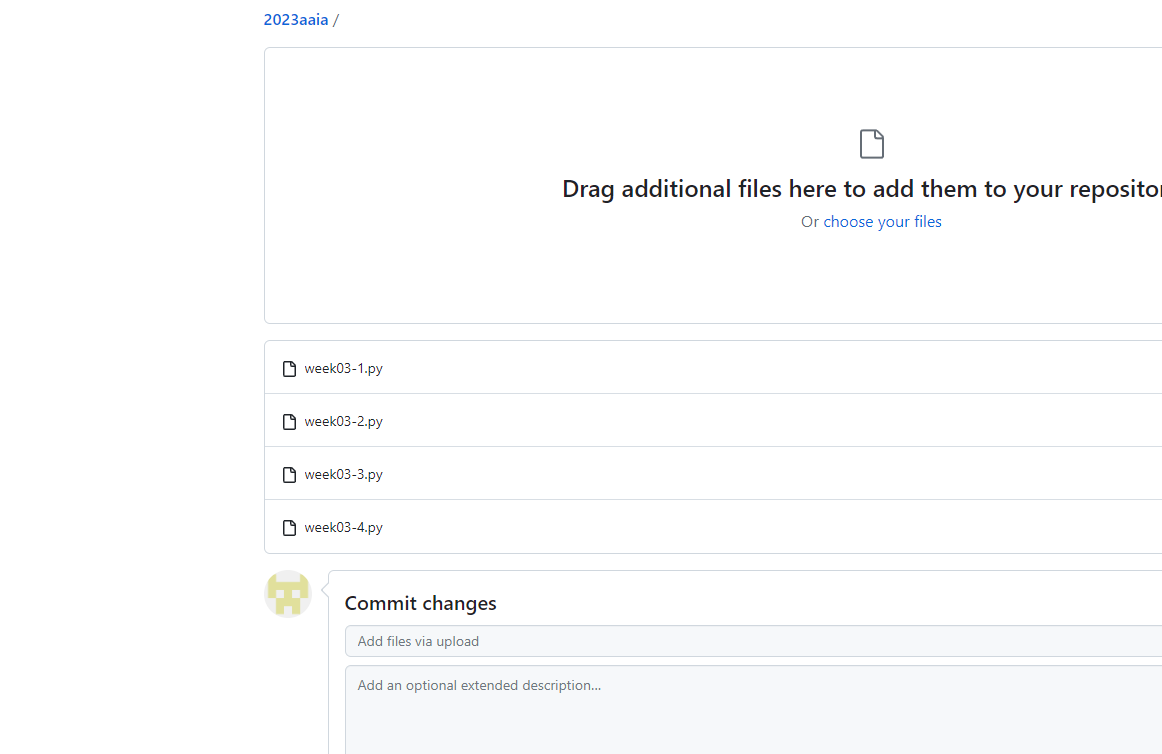 2023aaia /
Drag additional files here to add them to your reposito
Or choose your files
week03-1.py
week03-2.py
week03-3.py
week03-4.py
Commit changes
Add files via upload
Add an optional extended description...